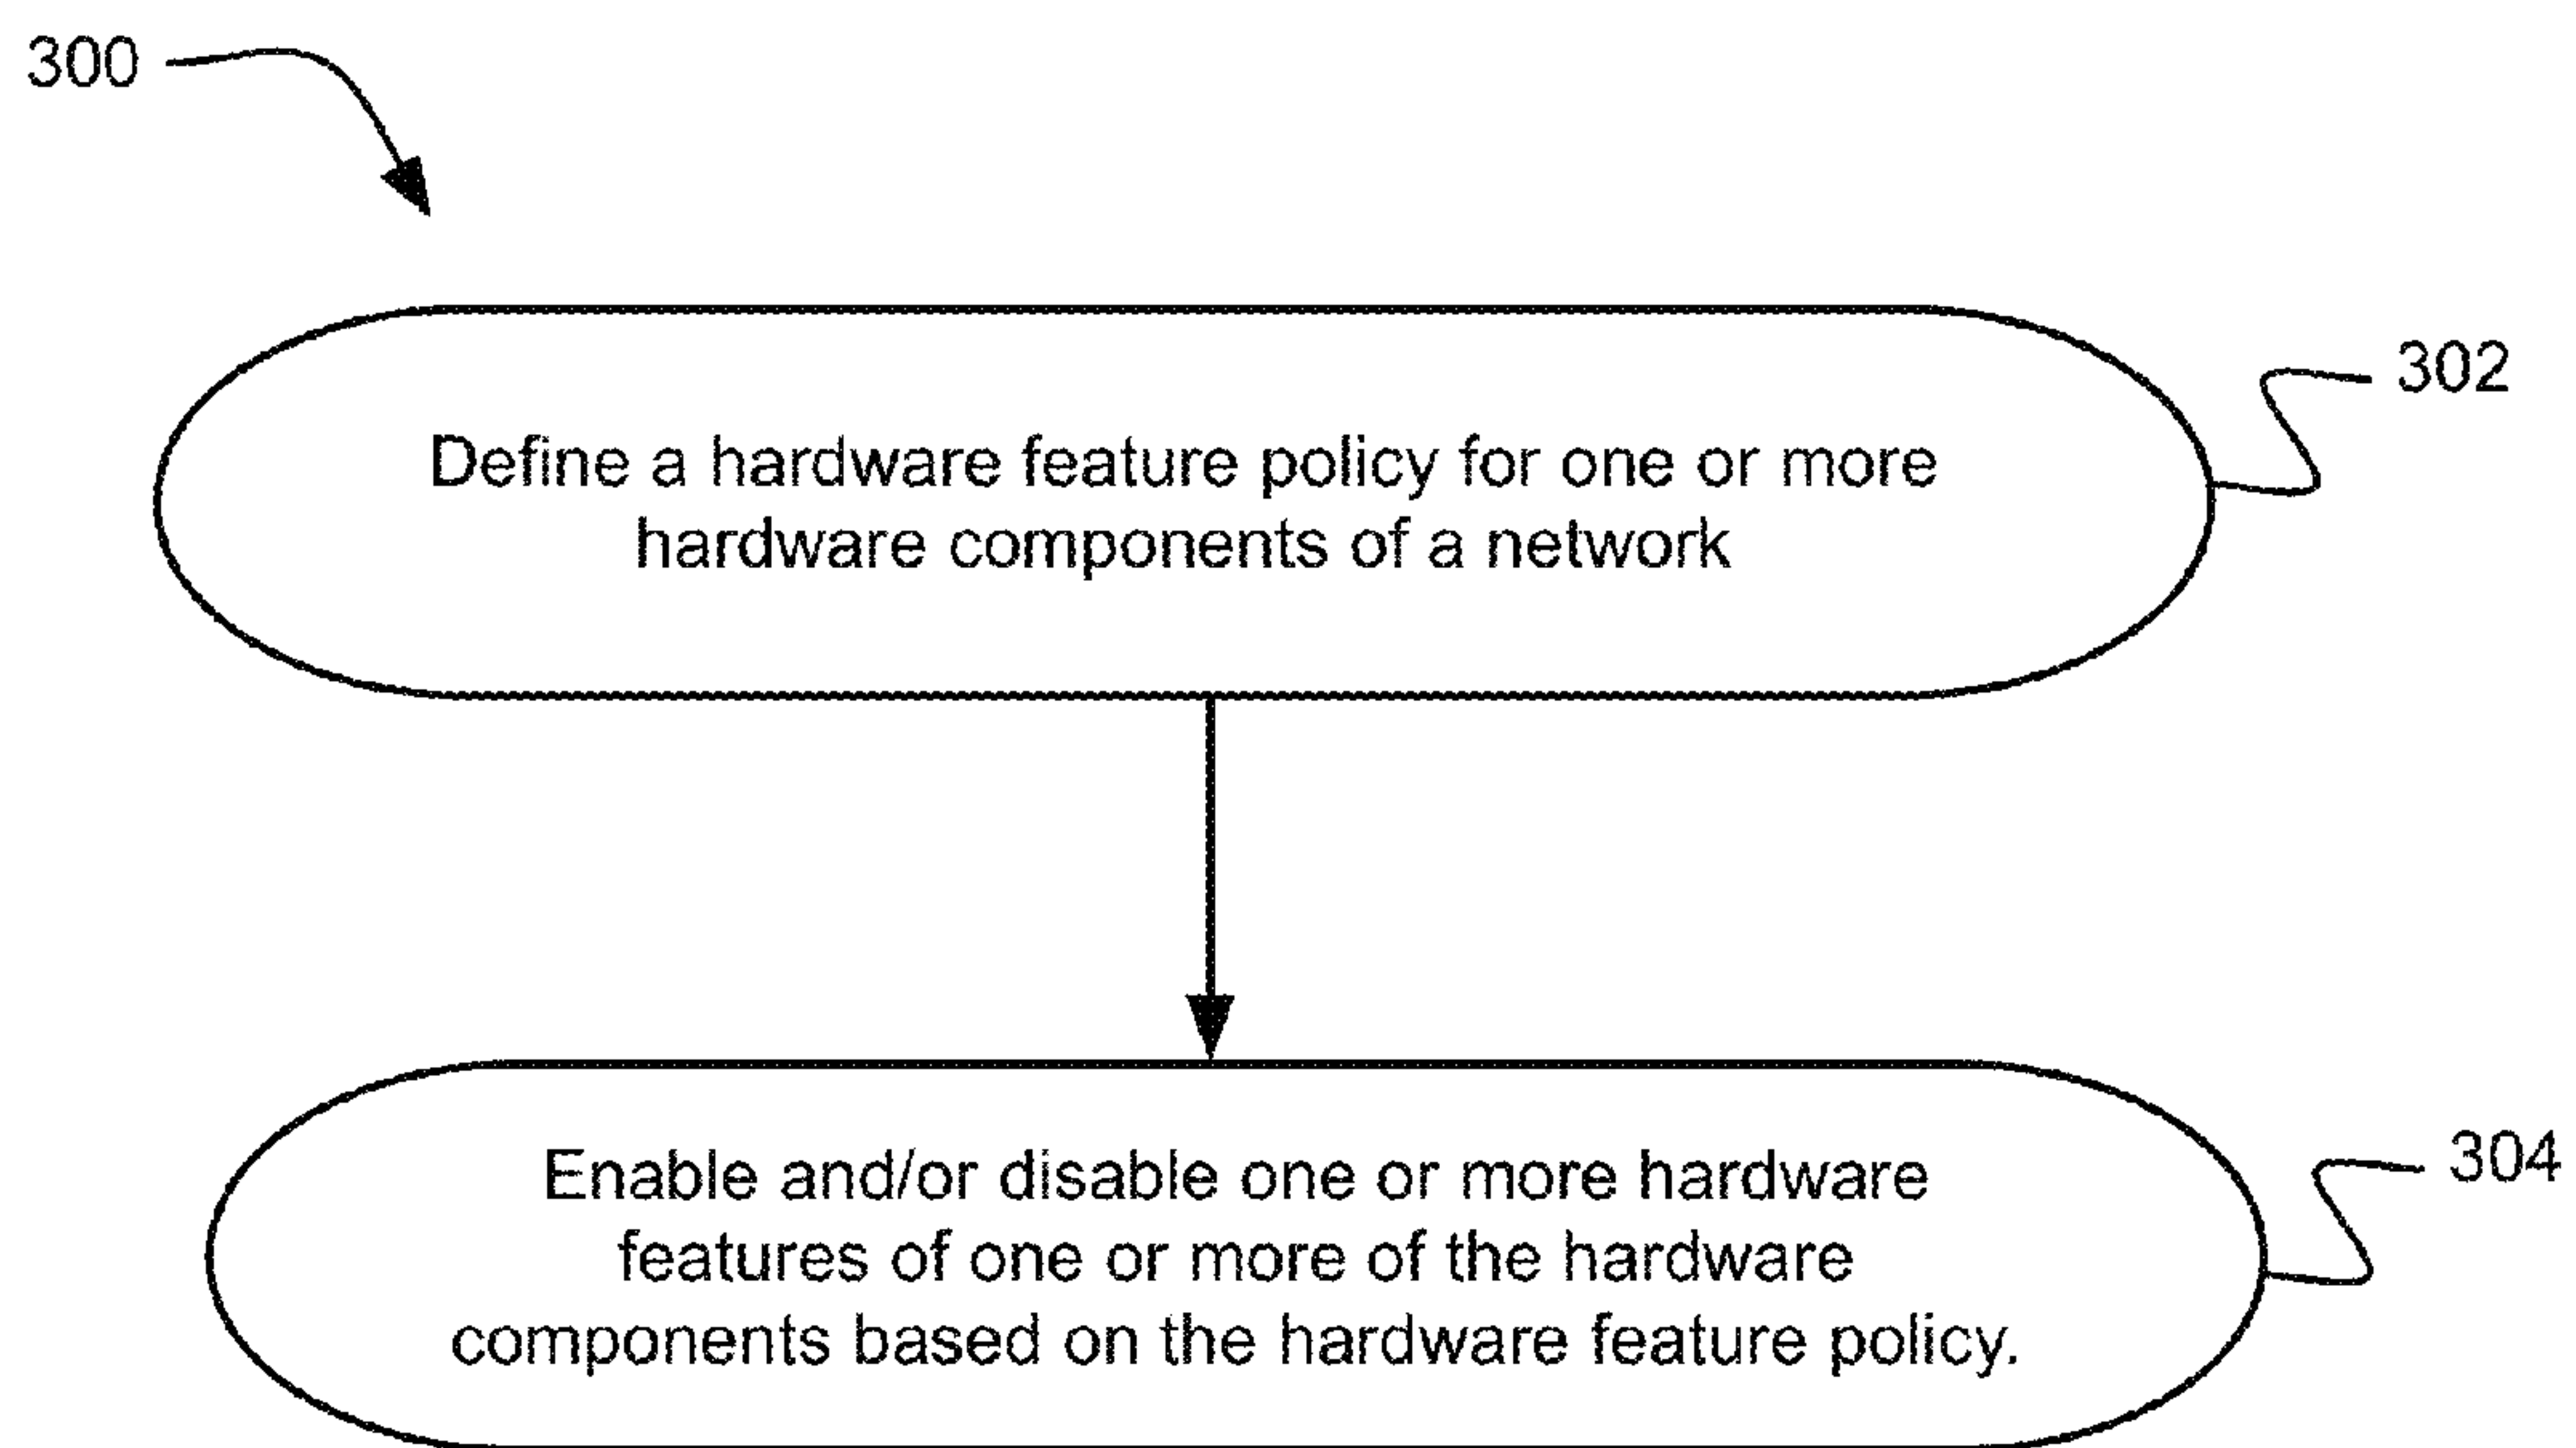 300
302
Define a hardware feature policy for one or more
hardware components of a network
304
Enable and/or disable one or more hardware
features of one or more of the hardware
components based on the hardware feature policy.